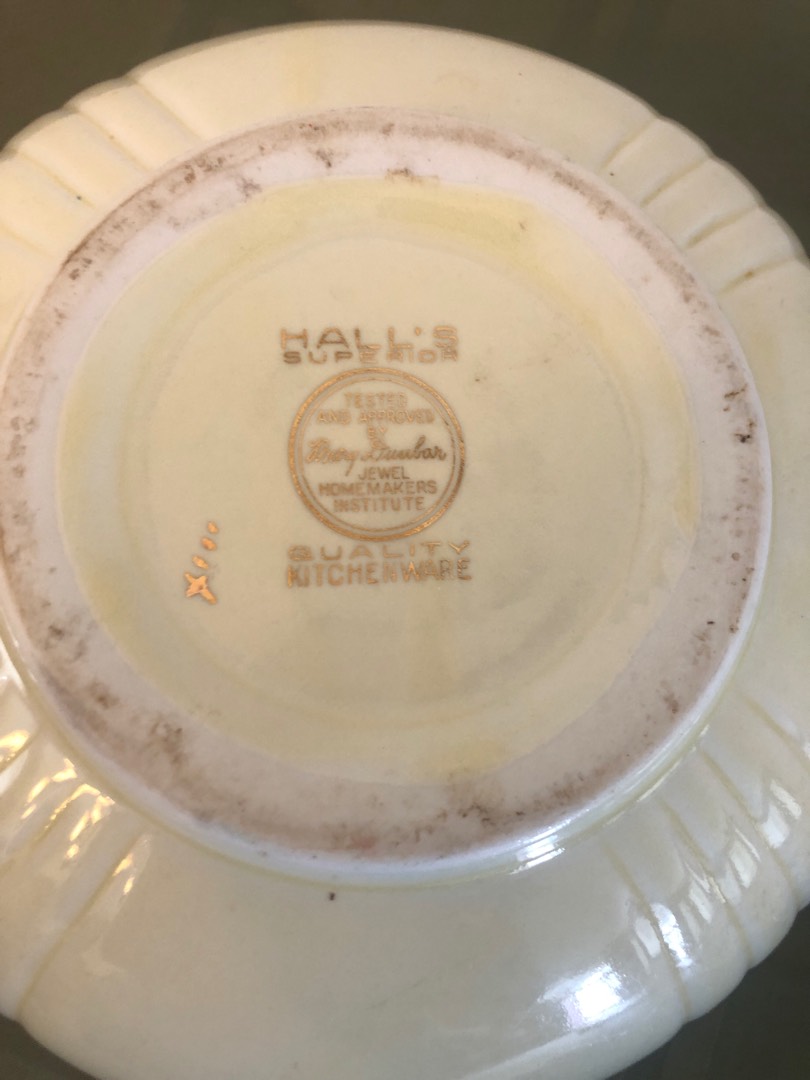 HALL'S
SUPERIOR
TESTED
AND APPROVED
BY
Mary Dunbar
JEWEL
HOMEMAKERS
INSTITUTE
QUALITY
KITCHENWARE